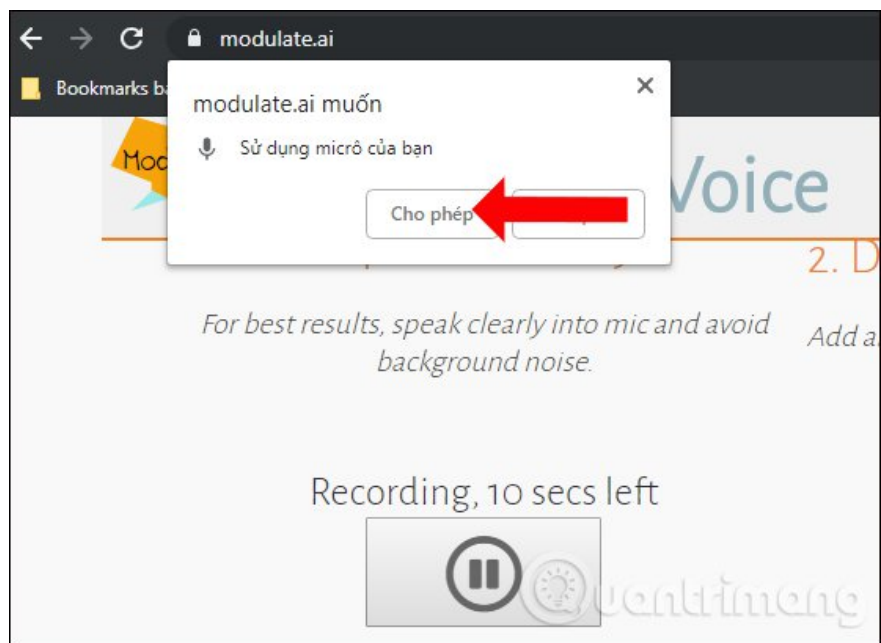 modulate.ai
Bookmarks
modulate.ai muốn
Sử dụng micrô của bạn
Cho phép
Voice
2.
For best results, speak clearly into mic and avoid
background noise.
Add
Recording, 10 secs left
Quantrimang